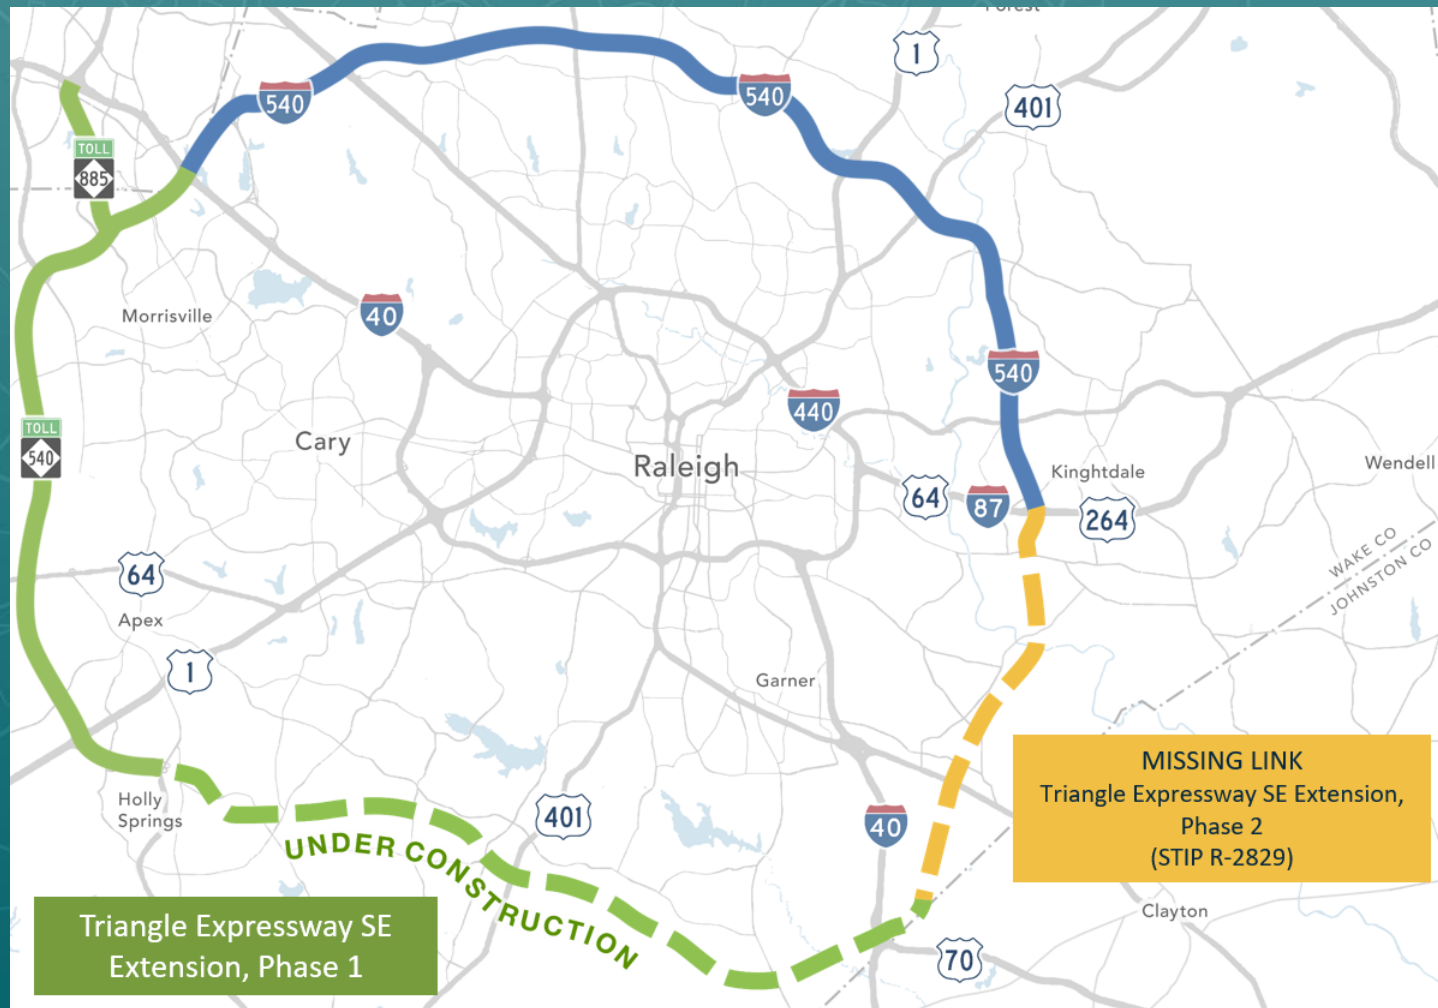 Forest
1
540
540
401
TOLL
885
Morrisville
40
540
440
TOLL
540
Cary
Raleigh
Kinghtdale
Wendell
64
87
264
WAKE CO
JOHNSTON CO
64
Apex
1
Garner
MISSING LINK
Triangle Expressway SE Extension,
Phase 2
(STIP R-2829)
Holly
Springs
401
40
UNDER CONSTRUCTION
Triangle Expressway SE
Extension, Phase 1
Clayton
70